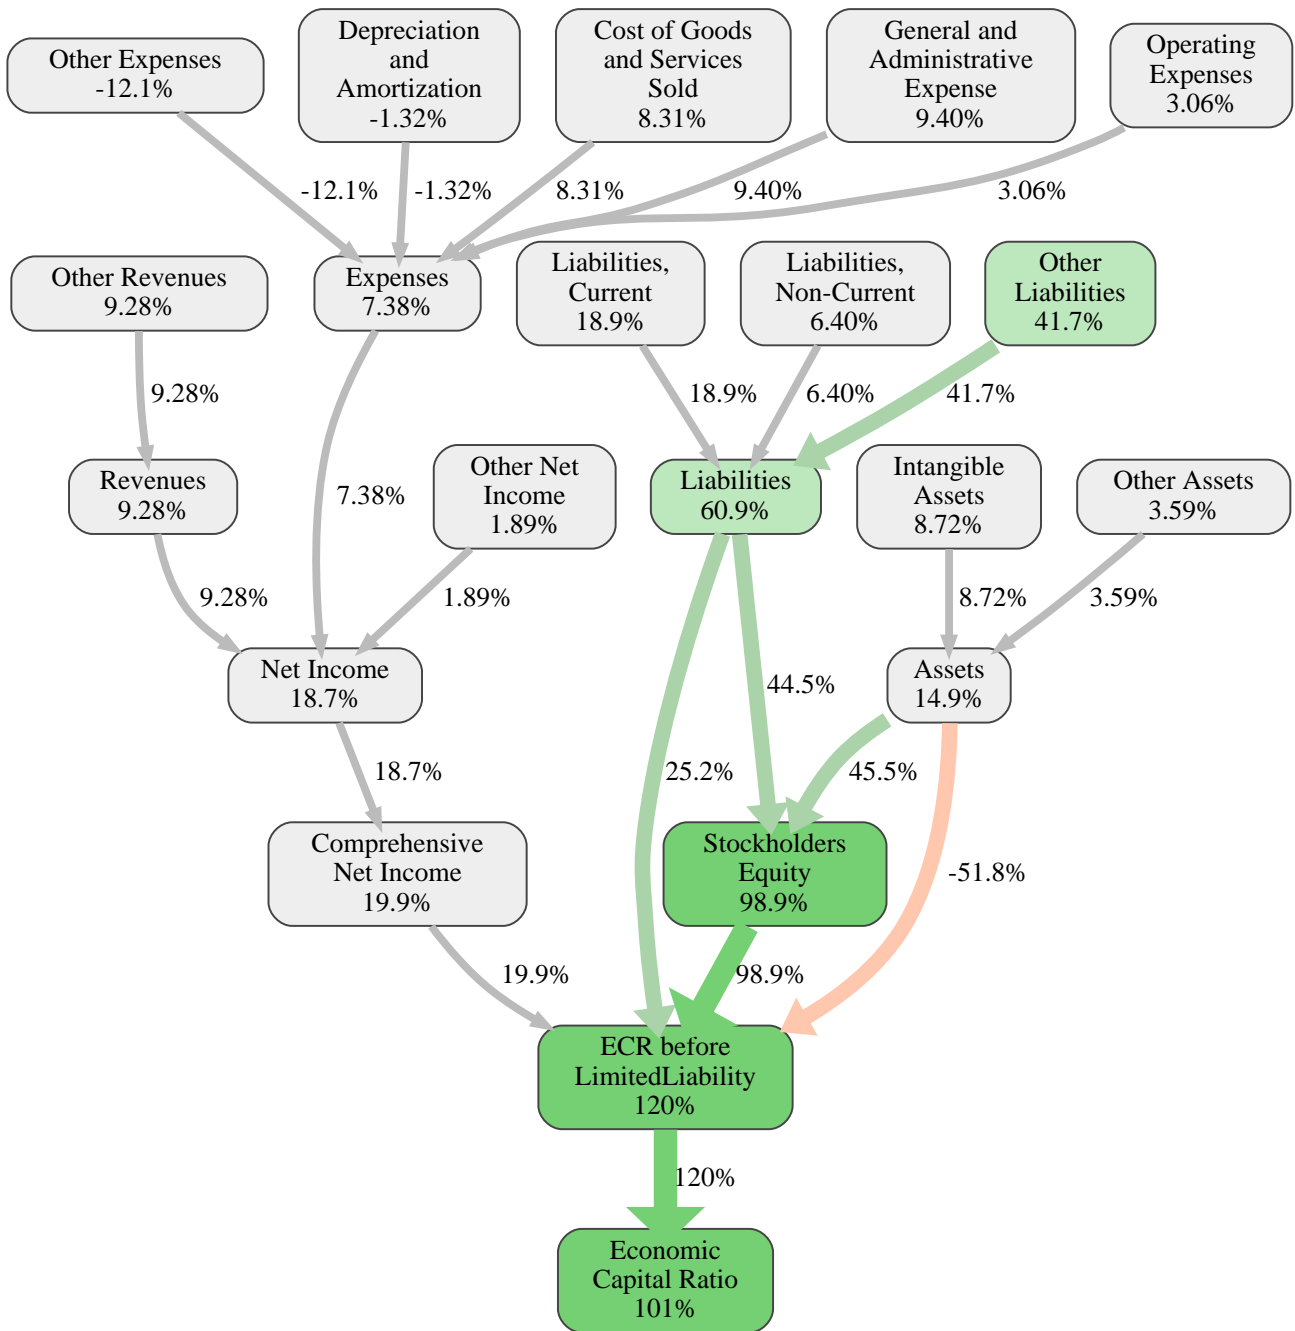 Other Expenses
-12.1%
Depreciation
and
Amortization
-1.32%
Cost of Goods
and Services
Sold
8.31%
General and
Administrative
Expense
9.40%
Operating
Expenses
3.06%
-12.1%
-1.32%
8.31%
9.40%
3.06%
Other Revenues
9.28%
Expenses
7.38%
Liabilities,
Current
18.9%
Liabilities,
Non-Current
6.40%
Other
Liabilities
41.7%
9.28%
18.9%
6.40%
41.7%
Revenues
9.28%
7.38%
Other Net
Income
1.89%
Liabilities
60.9%
Intangible
Assets
8.72%
Other Assets
3.59%
9.28%
1.89%
8.72%
3.59%
Net Income
18.7%
44.5%
Assets
14.9%
18.7%
25.2%
45.5%
Comprehensive
Net Income
19.9%
Stockholders
Equity
98.9%
-51.8%
19.9%
98.9%
ECR before
LimitedLiability
120%
120%
Economic
Capital Ratio
101%